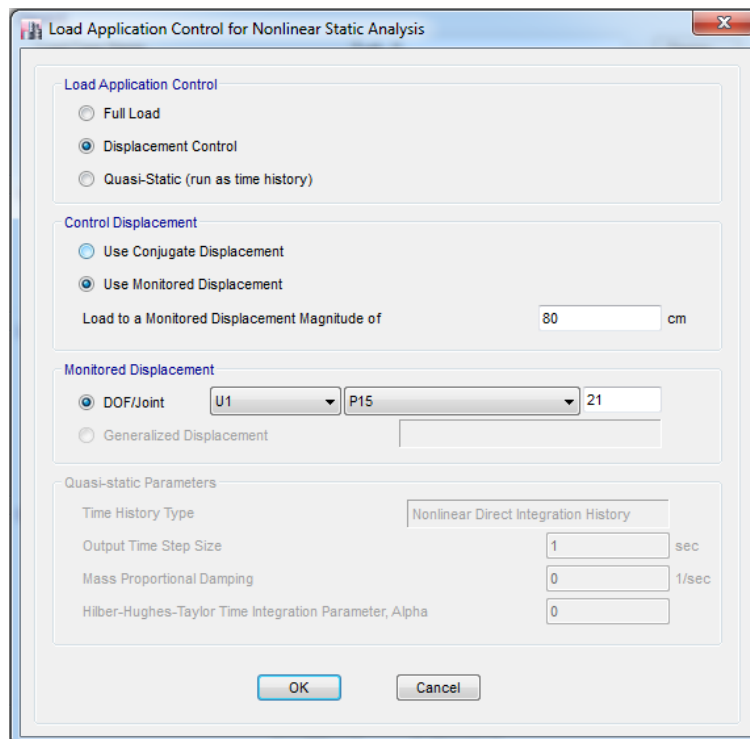 Load Application Control for Nonlinear Static Analysis
Load Application Control
Full Load
Displacement Control
Quasi-Static (run as time history)
Control Displacement
Use Conjugate Displacement
Use Monitored Displacement
Load to a Monitored Displacement Magnitude of 80 cm
Monitored Displacement
DOF/Joint U1 P15 21
Generalized Displacement
Quasi-static Parameters
Time History Type Nonlinear Direct Integration History
Output Time Step Size 1 sec
Mass Proportional Damping 0 1/sec
Hilber-Hughes-Taylor Time Integration Parameter, Alpha 0
OK Cancel